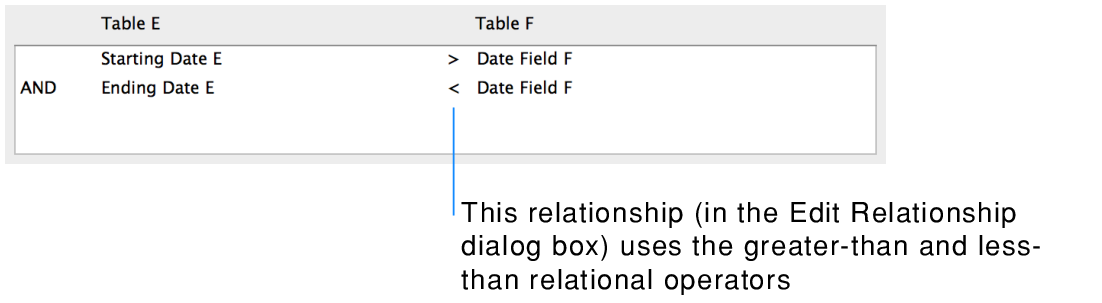 Table E Table F
Starting Date E > Date Field F
AND Ending Date E < Date Field F
This relationship (in the Edit Relationship
dialog box) uses the greater-than and less-
than relational operators